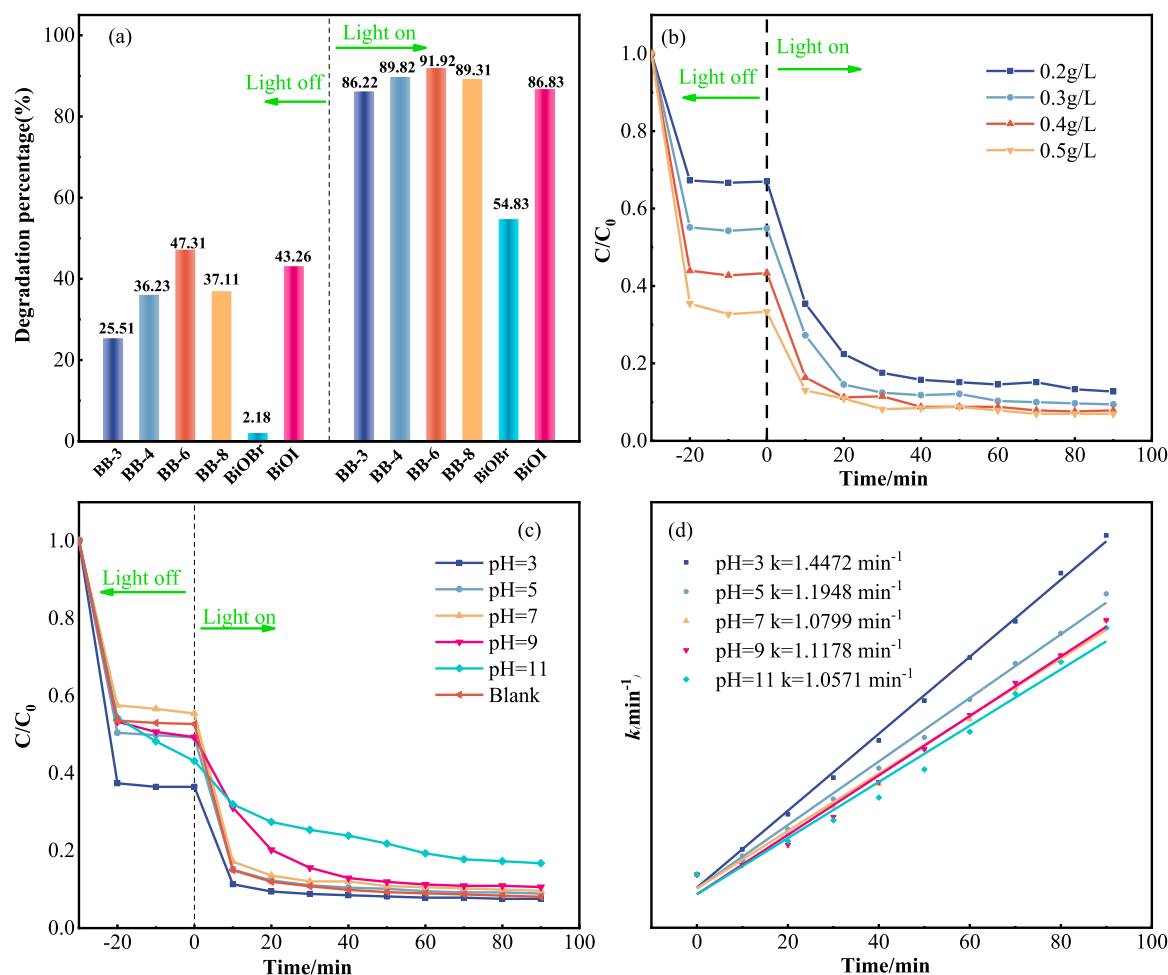 (a)
Light on
Light off
86.22
89.82
91.92
89.31
54.83
86.83
25.51
36.23
47.31
37.11
2.18
43.26
100
80
60
40
20
0
Degradation percentage(%)
BB-3
BB-4
BB-6
BB-8
BiOBr
BiOI
BB-3
BB-4
BB-6
BB-8
BiOBr
BiOI
(b)
Light on
Light off
0.2g/L
0.3g/L
0.4g/L
0.5g/L
1.0
0.8
0.6
0.4
0.2
0.0
C/C0
-20
0
20
40
60
80
100
Time/min
(c)
Light off
Light on
pH=3
pH=5
pH=7
pH=9
pH=11
Blank
1.0
0.8
0.6
0.4
0.2
0.0
C/C0
-20
0
20
40
60
80
100
Time/min
(d)
pH=3 k=1.4472 min-1
pH=5 k=1.1948 min-1
pH=7 k=1.0799 min-1
pH=9 k=1.1178 min-1
pH=11 k=1.0571 min-1
k(min-1)
0
20
40
60
80
100
Time/min